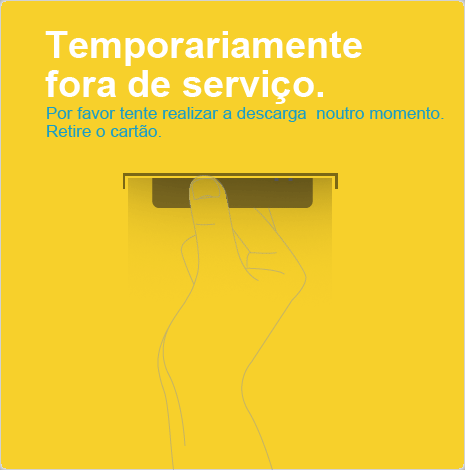 Temporariamente
fora de serviço.
Por favor tente realizar a descarga  noutro momento.
Retire o cartão.